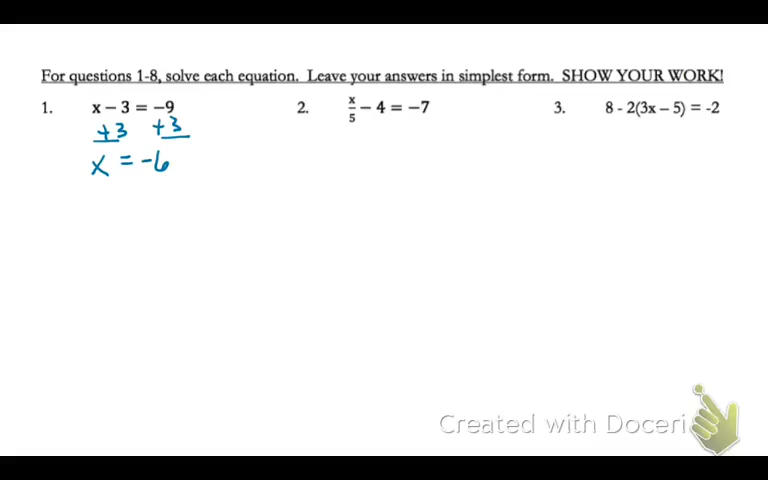 For questions 1-8, solve each equation. Leave your answers in simplest form. SHOW YOUR WORK!
1. x − 3 = −9 2. x/5 − 4 = −7 3. 8 - 2(3x − 5) = -2
+3 +3
x = -6
Created with Doceri